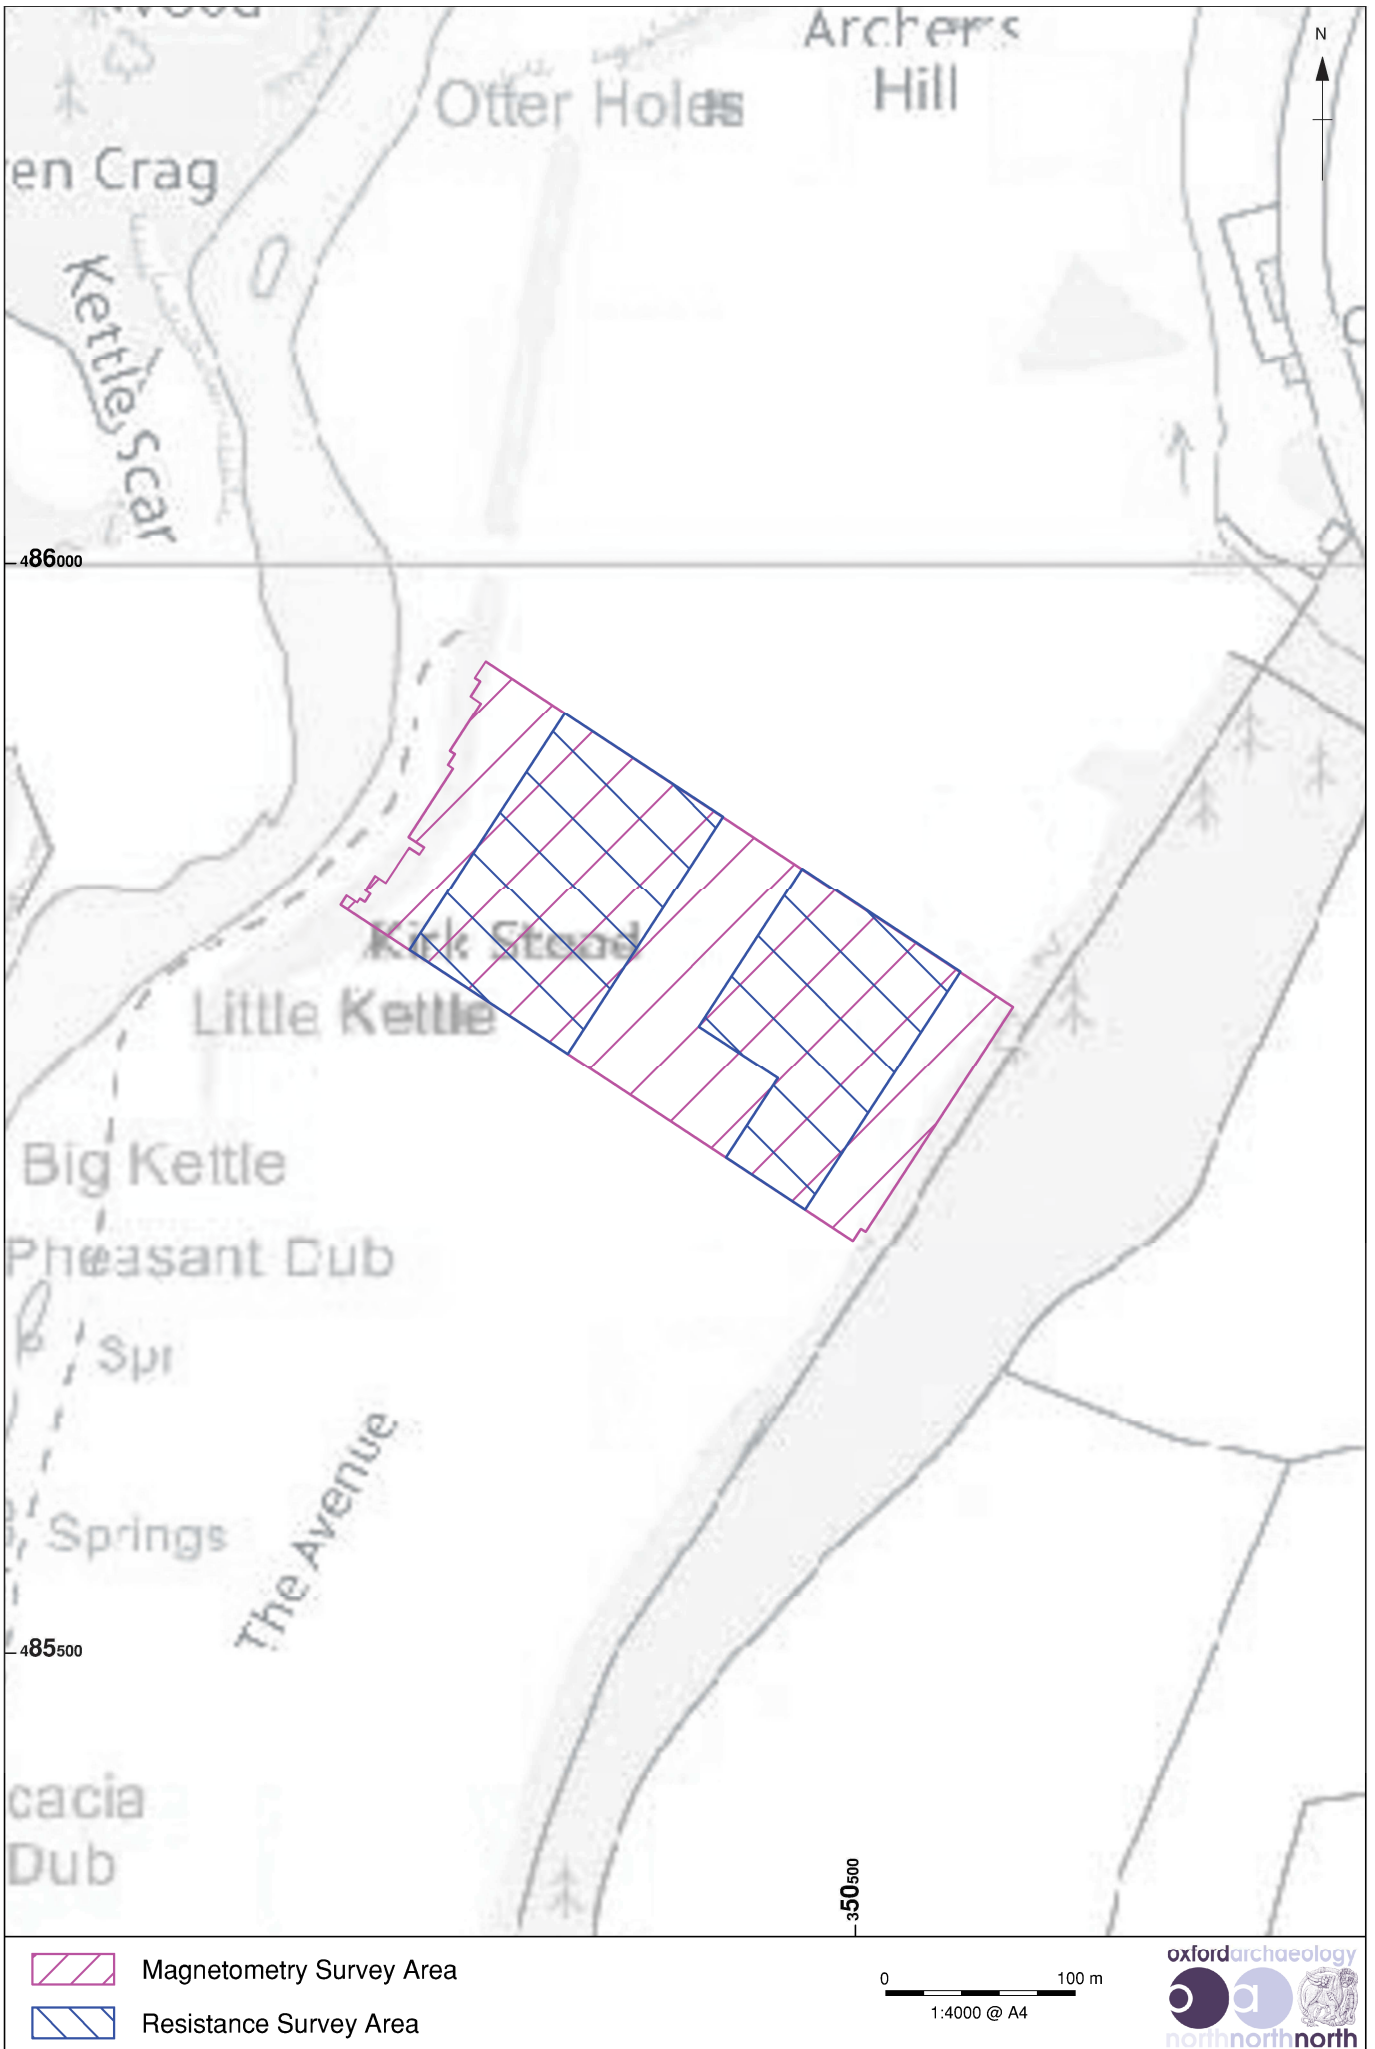 N
Archers
Hill
Otter Holes
en Crag
Kettle Scar
486000
Kirk Stead
Little Kettle
Big Kettle
Pheasant Dub
Spr
The Avenue
Springs
485500
cacia
Dub
350500
Magnetometry Survey Area
Resistance Survey Area
0 100 m
1:4000 @ A4
oxfordarchaeology
o a
northnorthnorth